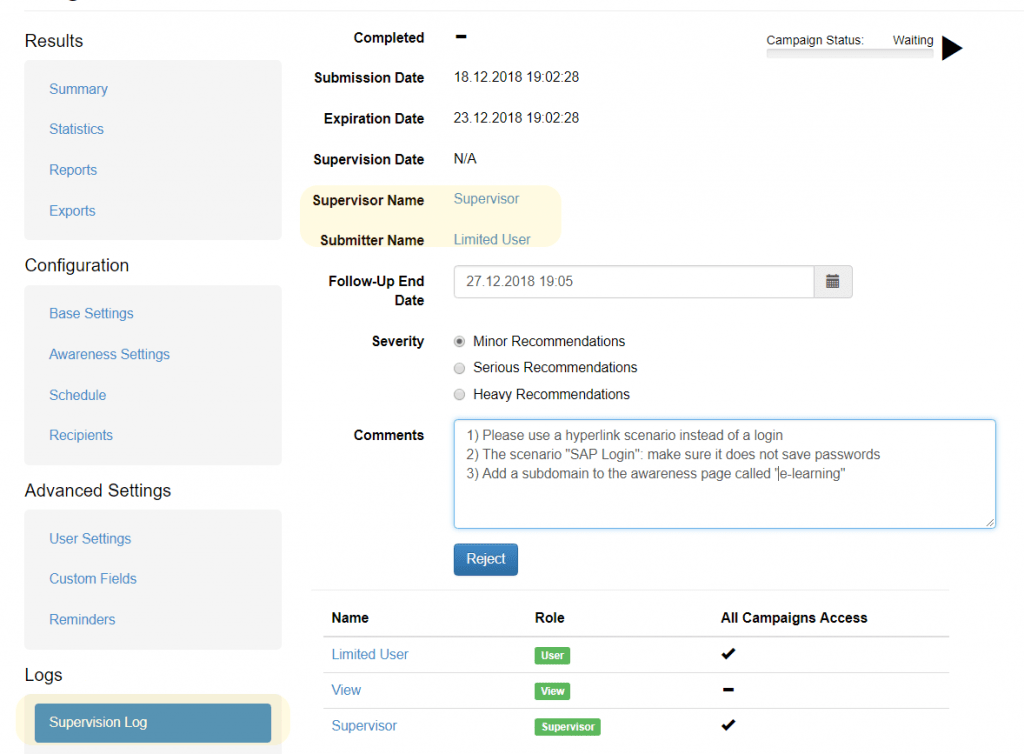 Results
Summary
Statistics
Reports
Exports
Configuration
Base Settings
Awareness Settings
Schedule
Recipients
Advanced Settings
User Settings
Custom Fields
Reminders
Logs
Supervision Log
Completed
Campaign Status: Waiting
Submission Date 18.12.2018 19:02:28
Expiration Date 23.12.2018 19:02:28
Supervision Date N/A
Supervisor Name Supervisor
Submitter Name Limited User
Follow-Up End
Date
27.12.2018 19:05
Severity
Minor Recommendations
Serious Recommendations
Heavy Recommendations
Comments
1) Please use a hyperlink scenario instead of a login
2) The scenario "SAP Login": make sure it does not save passwords
3) Add a subdomain to the awareness page called "e-learning"
Reject
Name Role All Campaigns Access
Limited User User
View View
Supervisor Supervisor